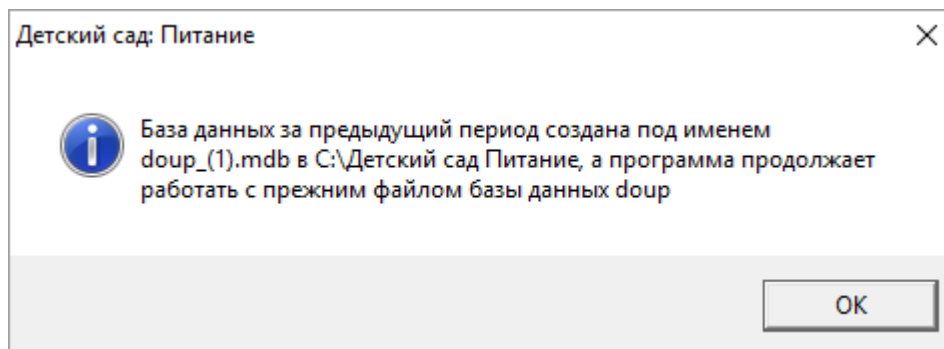 Детский сад: Питание
База данных за предыдущий период создана под именем
doup_(1).mdb в C:\Детский сад Питание, а программа продолжает
работать с прежним файлом базы данных doup
OK